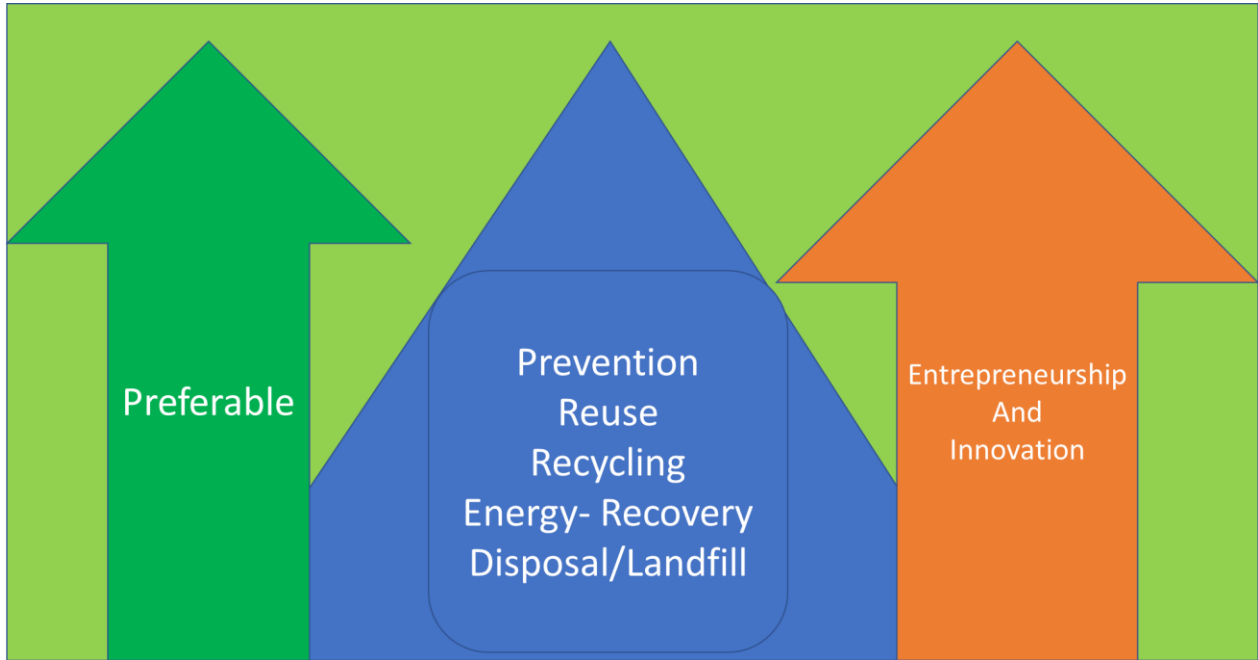 Preferable
Prevention
Reuse
Recycling
Energy- Recovery
Disposal/Landfill
Entrepreneurship
And
Innovation